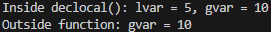 Inside declocal(): lvar = 5, gvar = 10
Outside function: gvar = 10